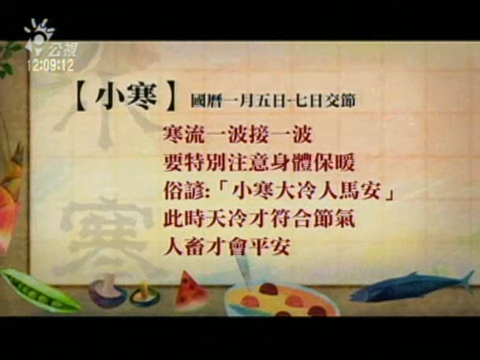 公視
12:09:12
【小寒】 國曆一月五日-七日交節
寒流一波接一波
要特別注意身體保暖
俗諺:「小寒大冷人馬安」
此時天冷才符合節氣
人畜才會平安
小
寒